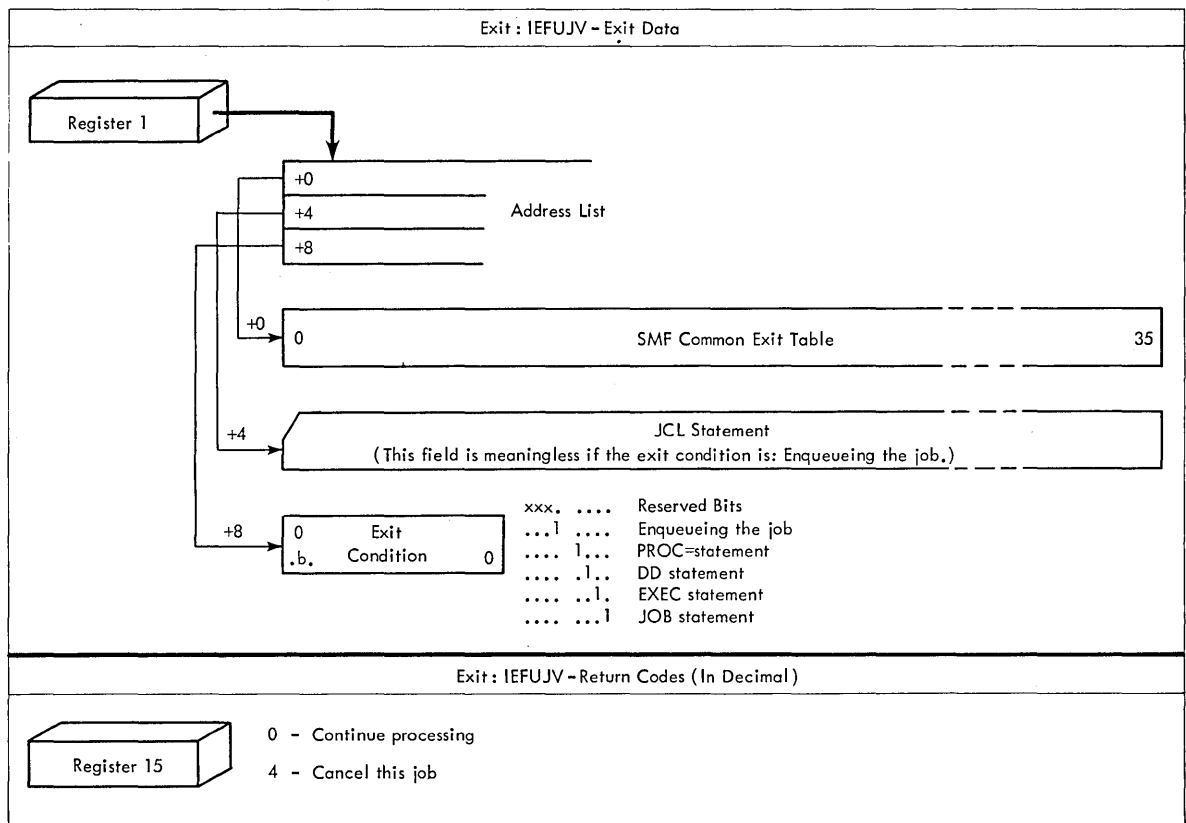 Exit : IEFUJV - Exit Data
Register 1
+0
+4
Address List
+8
+0
0 SMF Common Exit Table 35
+4
JCL Statement
(This field is meaningless if the exit condition is: Enqueueing the job.)
+8
0 Exit
.b. Condition 0
xxx. .... Reserved Bits
...1 .... Enqueueing the job
.... 1... PROC=statement
.... .1.. DD statement
.... ..1. EXEC statement
.... ...1 JOB statement
Exit : IEFUJV - Return Codes (In Decimal)
Register 15
0 - Continue processing
4 - Cancel this job